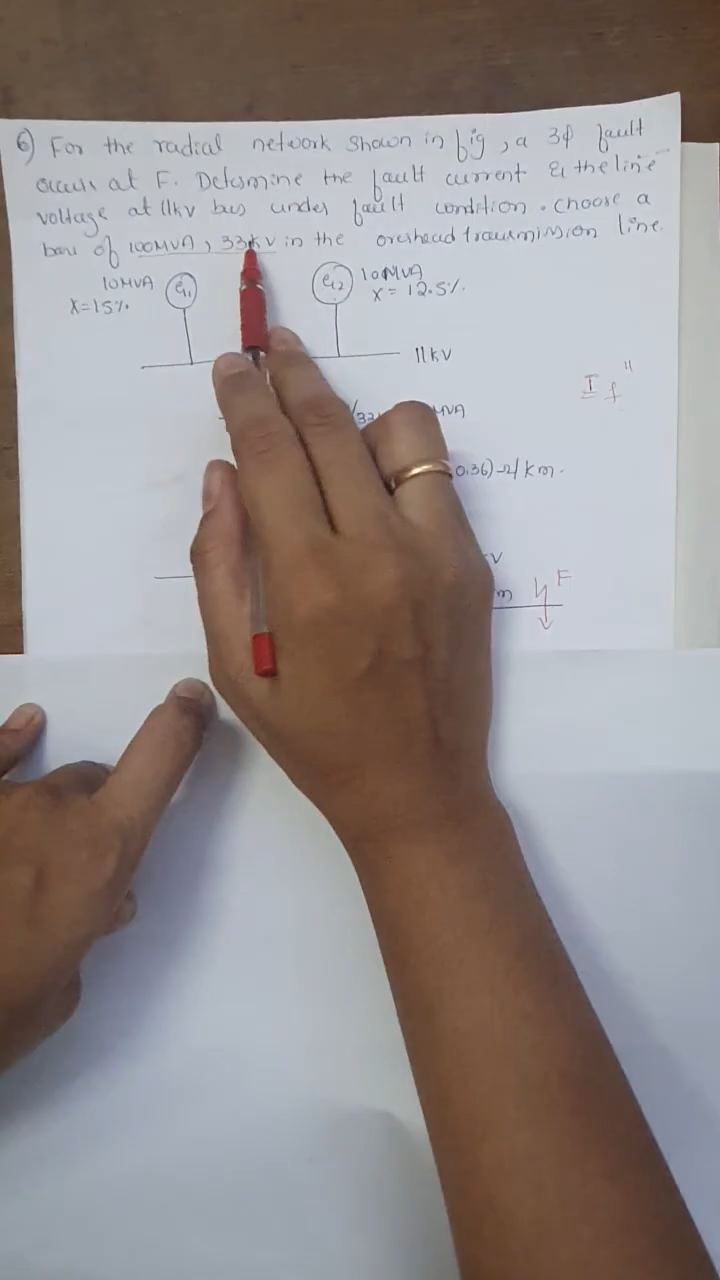 6) For the radial network shown in fig, a 3φ fault
occurs at F. Determine the fault current & the line
voltage at 11kv bus under fault condition. choose a
base of 100MVA, 33KV in the overhead transmission line.
10MVA G1 G2 10MVA
X=15% X= 12.5%
11kV
If"
MVA
0.36)Ω/km.
F